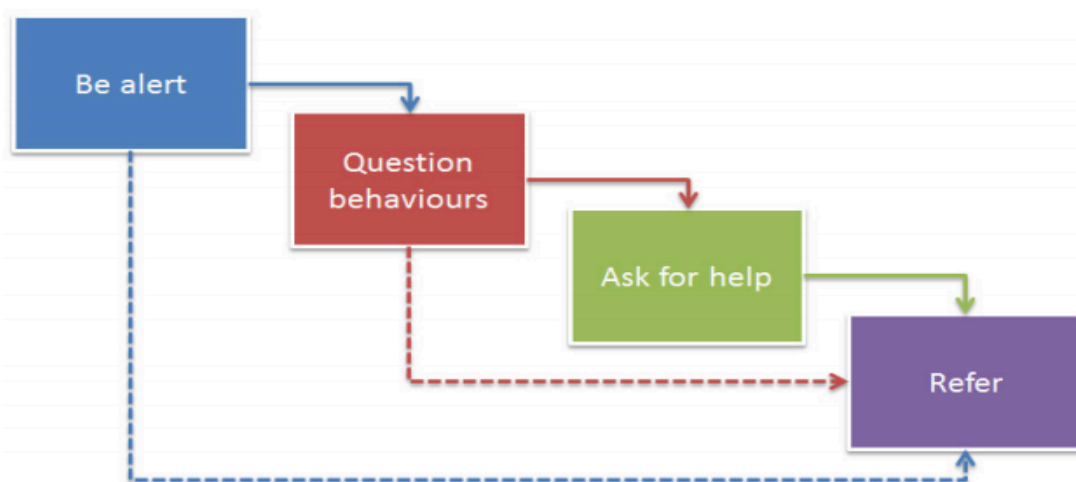 Be alert
Question
behaviours
Ask for help
Refer